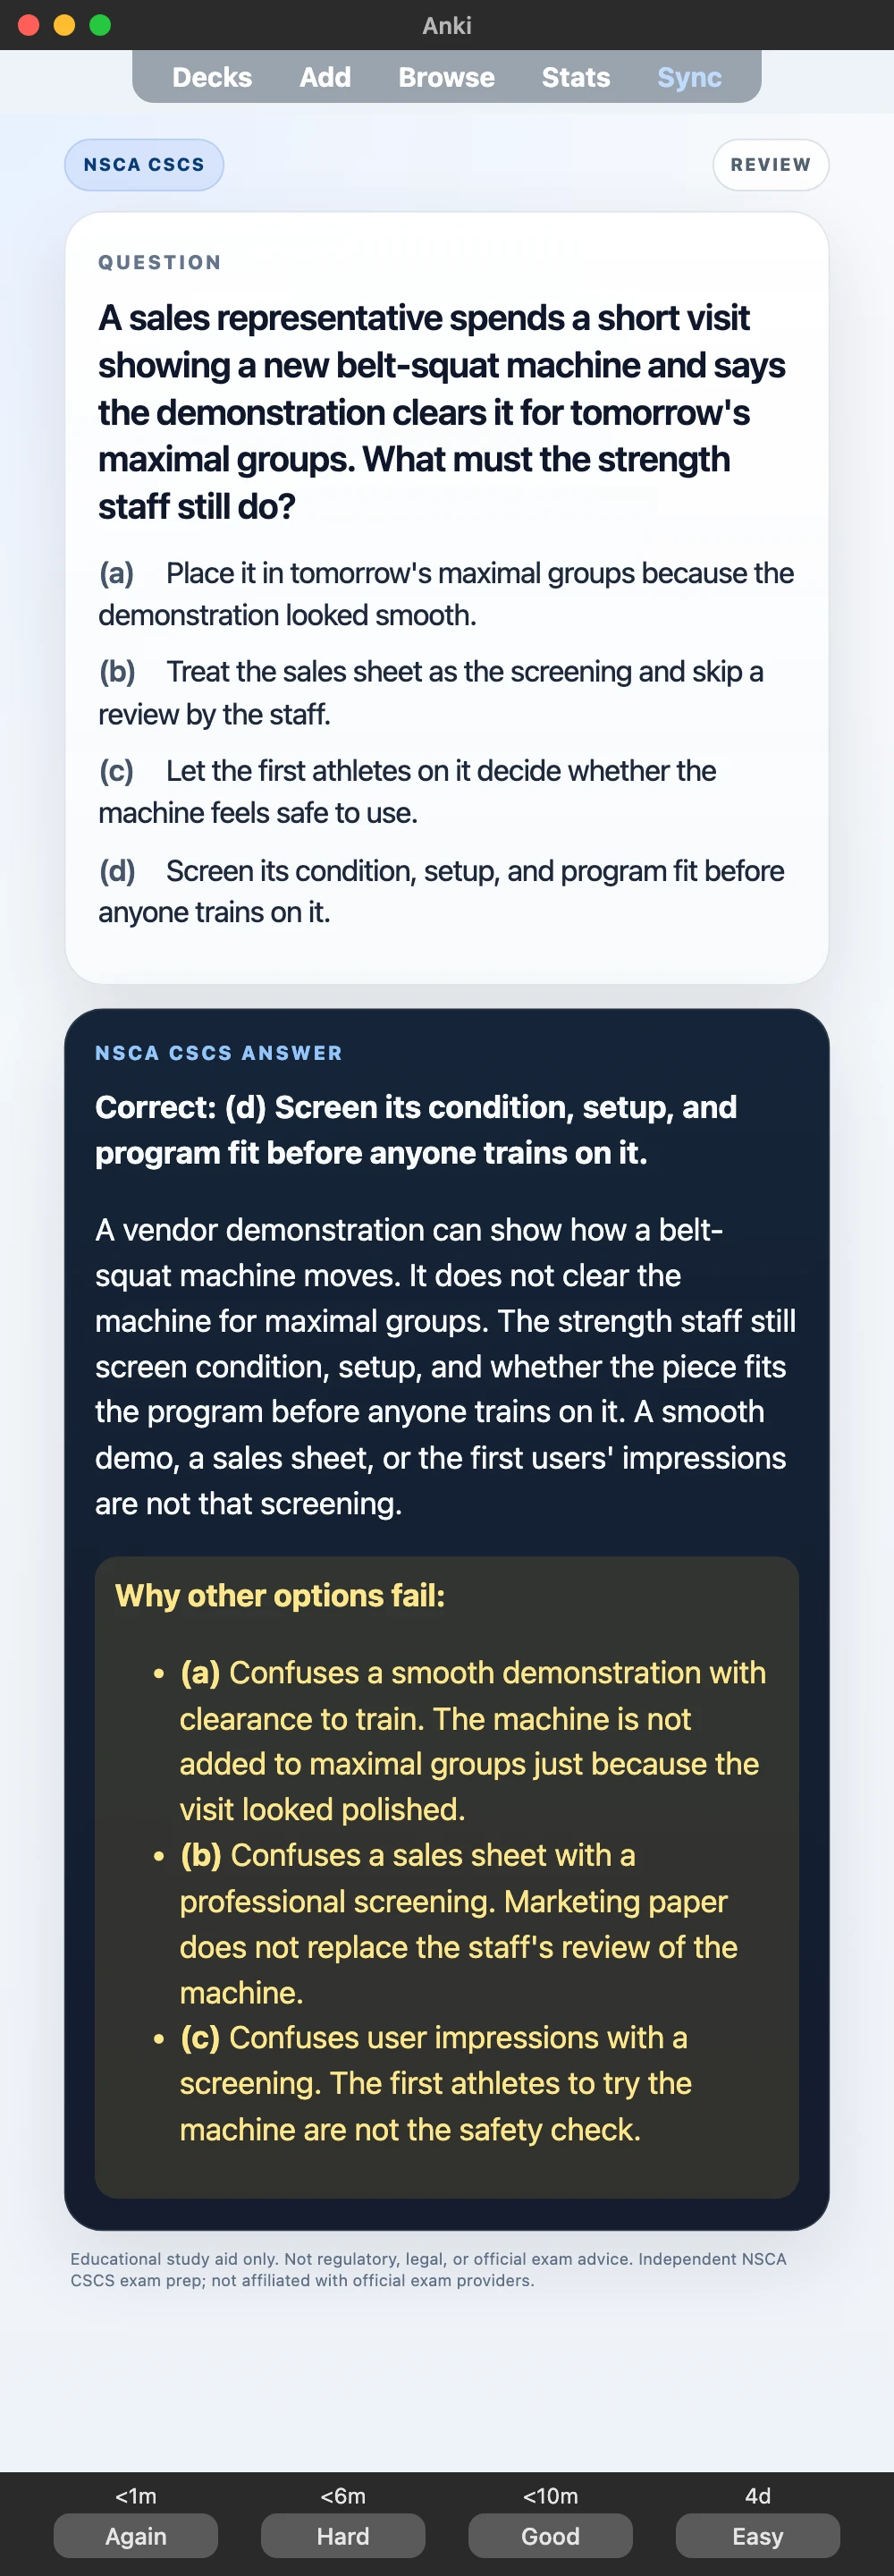 Anki
Decks Add Browse Stats Sync
NSCA CSCS REVIEW
QUESTION
A sales representative spends a short visit
showing a new belt-squat machine and says
the demonstration clears it for tomorrow's
maximal groups. What must the strength
staff still do?
(a) Place it in tomorrow's maximal groups because the
demonstration looked smooth.
(b) Treat the sales sheet as the screening and skip a
review by the staff.
(c) Let the first athletes on it decide whether the
machine feels safe to use.
(d) Screen its condition, setup, and program fit before
anyone trains on it.
NSCA CSCS ANSWER
Correct: (d) Screen its condition, setup, and
program fit before anyone trains on it.
A vendor demonstration can show how a belt-
squat machine moves. It does not clear the
machine for maximal groups. The strength staff still
screen condition, setup, and whether the piece fits
the program before anyone trains on it. A smooth
demo, a sales sheet, or the first users' impressions
are not that screening.
Why other options fail:
• (a) Confuses a smooth demonstration with
clearance to train. The machine is not
added to maximal groups just because the
visit looked polished.
• (b) Confuses a sales sheet with a
professional screening. Marketing paper
does not replace the staff's review of the
machine.
• (c) Confuses user impressions with a
screening. The first athletes to try the
machine are not the safety check.
Educational study aid only. Not regulatory, legal, or official exam advice. Independent NSCA
CSCS exam prep; not affiliated with official exam providers.
<1m <6m <10m 4d
Again Hard Good Easy